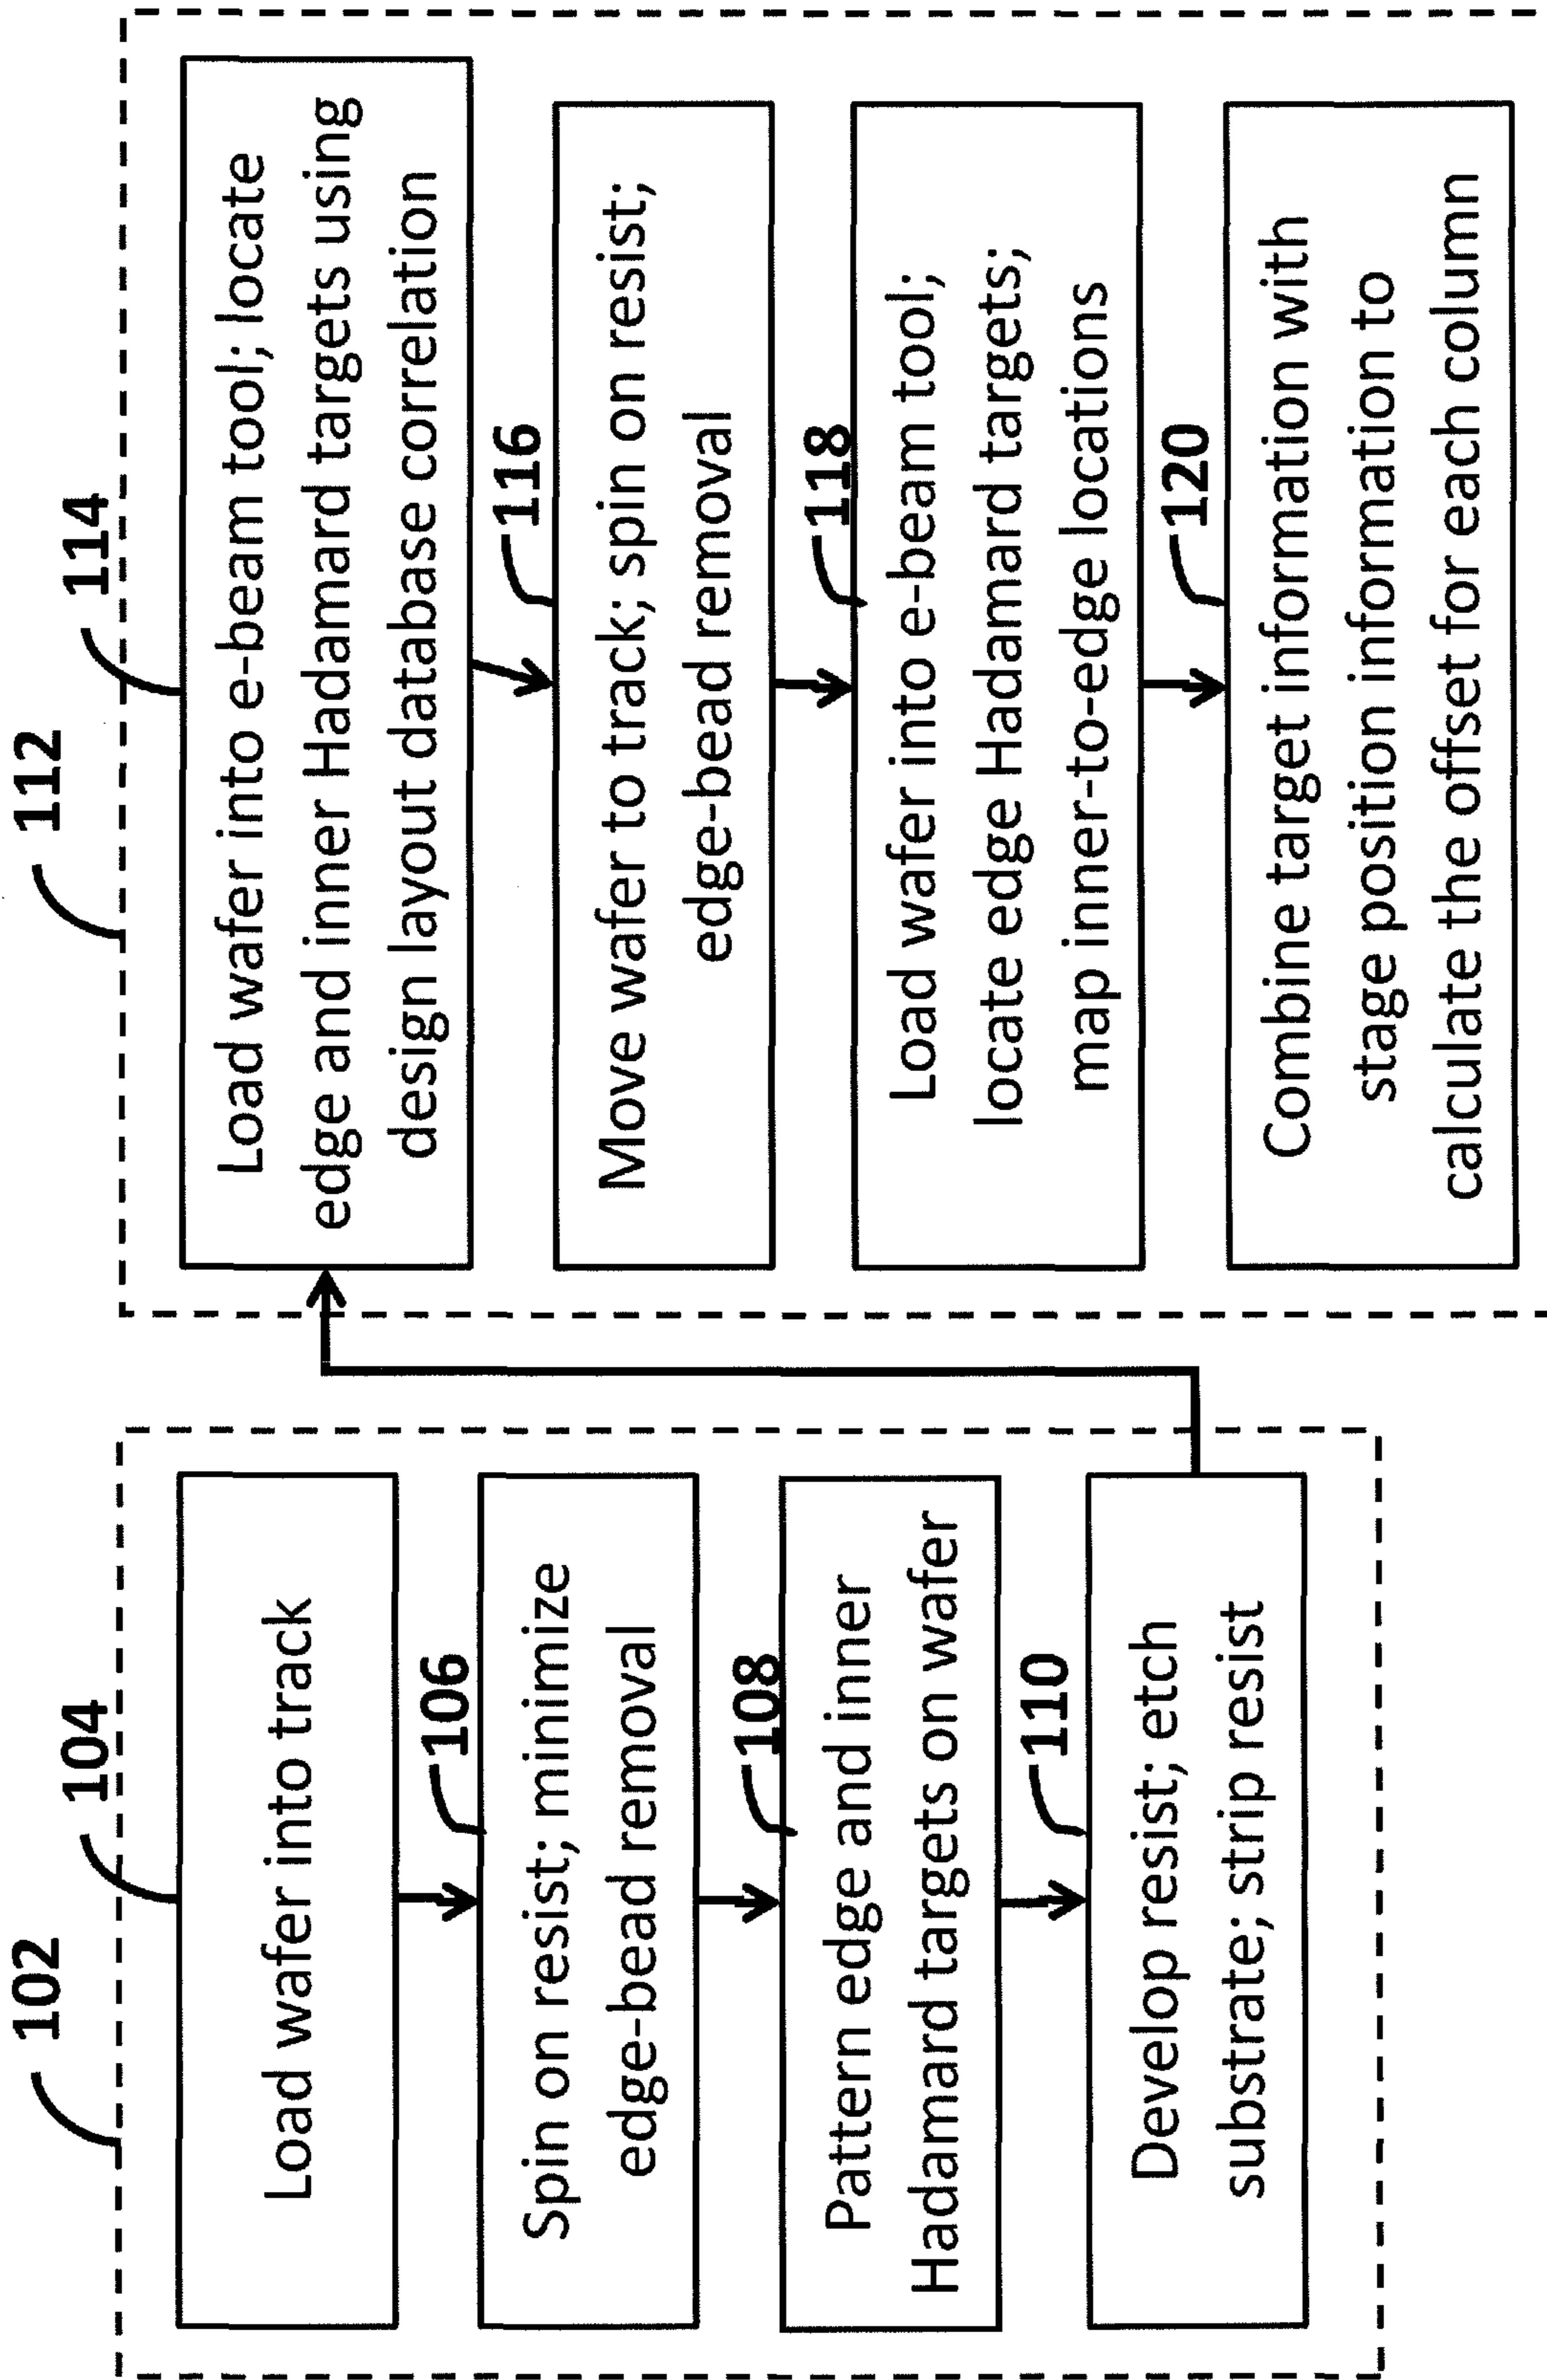 102
104
Load wafer into track
106
Spin on resist; minimize
edge-bead removal
108
Pattern edge and inner
Hadamard targets on wafer
110
Develop resist; etch
substrate; strip resist
112
114
Load wafer into e-beam tool; locate
edge and inner Hadamard targets using
design layout database correlation
116
Move wafer to track; spin on resist;
edge-bead removal
118
Load wafer into e-beam tool;
locate edge Hadamard targets;
map inner-to-edge locations
120
Combine target information with
stage position information to
calculate the offset for each column